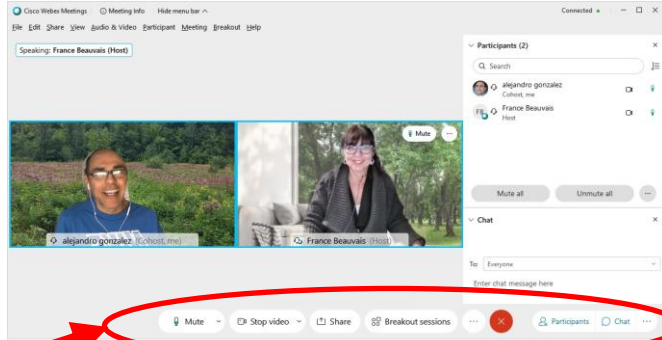 Cisco Webex Meetings Meeting Info Hide menu bar Connected
File Edit Share View Audio & Video Participant Meeting Breakout Help
Speaking: France Beauvais (Host)
Mute
alejandro gonzalez (Cohost, me)
France Beauvais (Host)
Participants (2)
Search
alejandro gonzalez
Cohost, me
FB
France Beauvais
Host
Mute all Unmute all
Chat
To: Everyone
Enter chat message here
Mute Stop video Share Breakout sessions Participants Chat